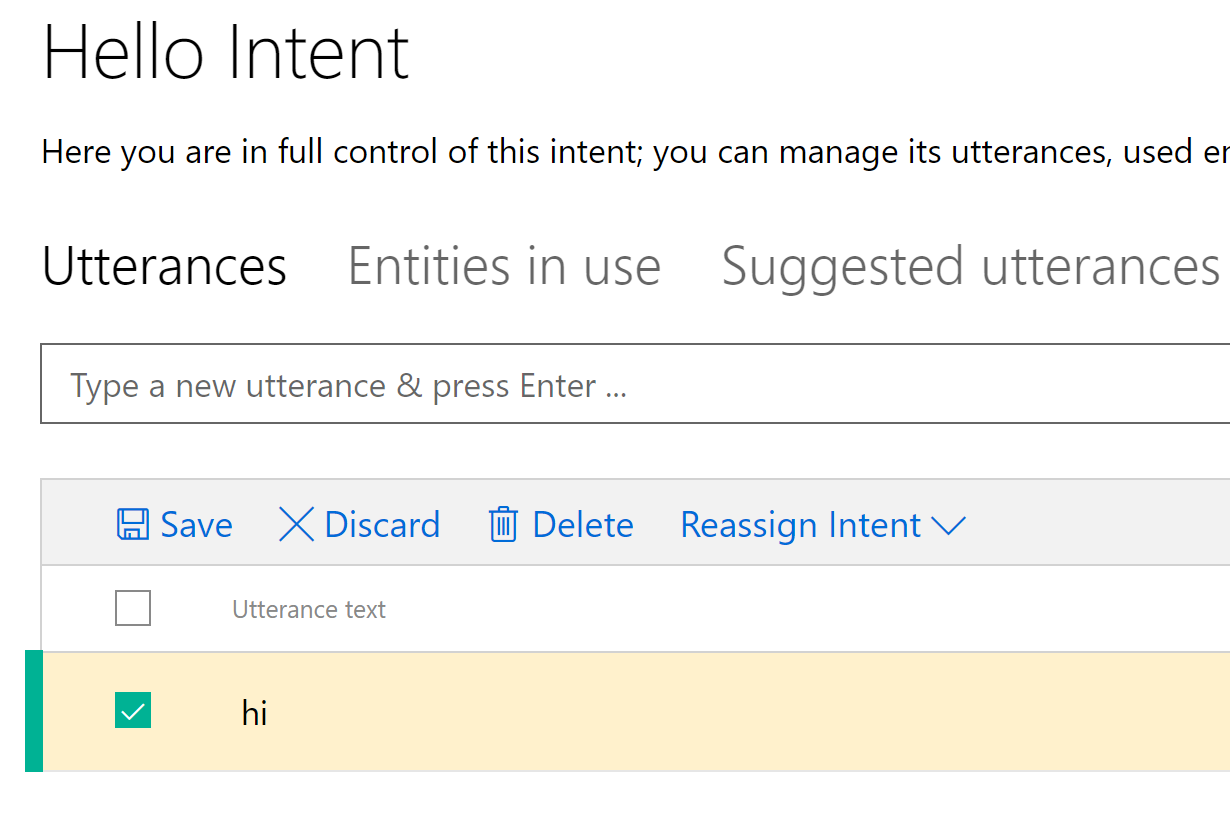 Hello Intent
Here you are in full control of this intent; you can manage its utterances, used
Utterances Entities in use Suggested utterances
Type a new utterance & press Enter ...
Save Discard Delete Reassign Intent
Utterance text
hi